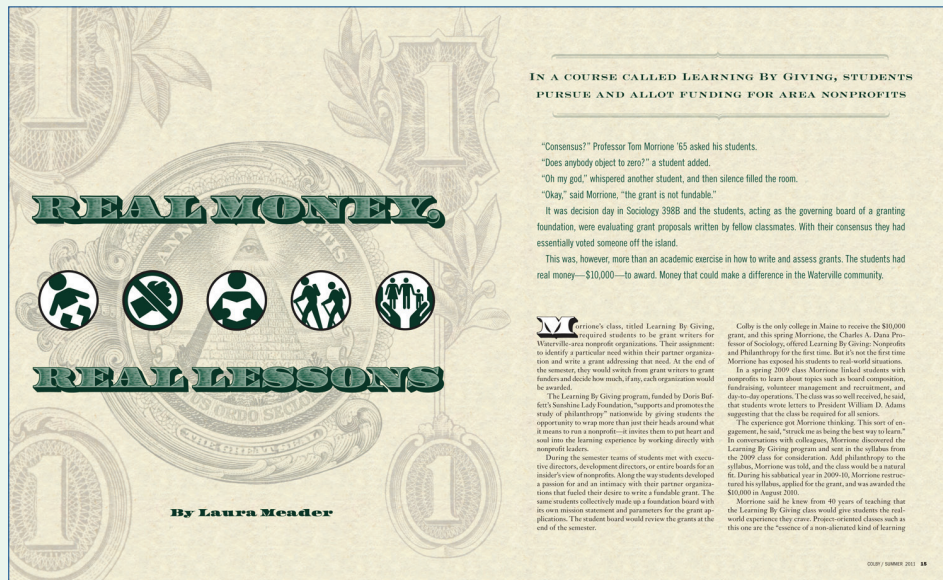 REAL MONEY,
REAL LESSONS
By Laura Meader
IN A COURSE CALLED LEARNING BY GIVING, STUDENTS
PURSUE AND ALLOT FUNDING FOR AREA NONPROFITS
“Consensus?” Professor Tom Morrione ’65 asked his students.
“Does anybody object to zero?” a student added.
“Oh my god,” whispered another student, and then silence filled the room.
“Okay,” said Morrione, “the grant is not fundable.”
It was decision day in Sociology 398B and the students, acting as the governing board of a granting
foundation, were evaluating grant proposals written by fellow classmates. With their consensus they had
essentially voted someone off the island.
This was, however, more than an academic exercise in how to write and assess grants. The students had
real money—$10,000—to award. Money that could make a difference in the Waterville community.
Morrione’s class, titled Learning By Giving,
required students to be grant writers for
Waterville-area nonprofit organizations. Their assignment:
to identify a particular need within their partner organiza-
tion and write a grant addressing that need. At the end of
the semester, they would switch from grant writers to grant
funders and decide how much, if any, each organization would
be awarded.
The Learning By Giving program, funded by Doris Buf-
fett’s Sunshine Lady Foundation, “supports and promotes the
study of philanthropy” nationwide by giving students the
opportunity to wrap more than just their heads around what
it means to run a nonprofit—it invites them to put heart and
soul into the learning experience by working directly with
nonprofit leaders.
During the semester teams of students met with execu-
tive directors, development directors, or entire boards for an
insider’s view of nonprofits. Along the way students developed
a passion for and an intimacy with their partner organiza-
tions that fueled their desire to write a fundable grant. The
same students collectively made up a foundation board with
its own mission statement and parameters for the grant ap-
plications. The student board would review the grants at the
end of the semester.
Colby is the only college in Maine to receive the $10,000
grant, and this spring Morrione, the Charles A. Dana Pro-
fessor of Sociology, offered Learning By Giving: Nonprofits
and Philanthropy for the first time. But it’s not the first time
Morrione has exposed his students to real-world situations.
In a spring 2009 class Morrione linked students with
nonprofits to learn about topics such as board composition,
fundraising, volunteer management and recruitment, and
day-to-day operations. The class was so well received, he said,
that students wrote letters to President William D. Adams
suggesting that the class be required for all seniors.
The experience got Morrione thinking. This sort of en-
gagement, he said, “struck me as being the best way to learn.”
In conversations with colleagues, Morrione discovered the
Learning By Giving program and sent in the syllabus from
the 2009 class for consideration. Add philanthropy to the
syllabus, Morrione was told, and the class would be a natural
fit. During his sabbatical year in 2009-10, Morrione restruc-
tured his syllabus, applied for the grant, and was awarded the
$10,000 in August 2010.
Morrione said he knew from 40 years of teaching that
the Learning By Giving class would give students the real-
world experience they crave. Project-oriented classes such as
this one are the “essence of a non-alienated kind of learning
COLBY / SUMMER 2011 15